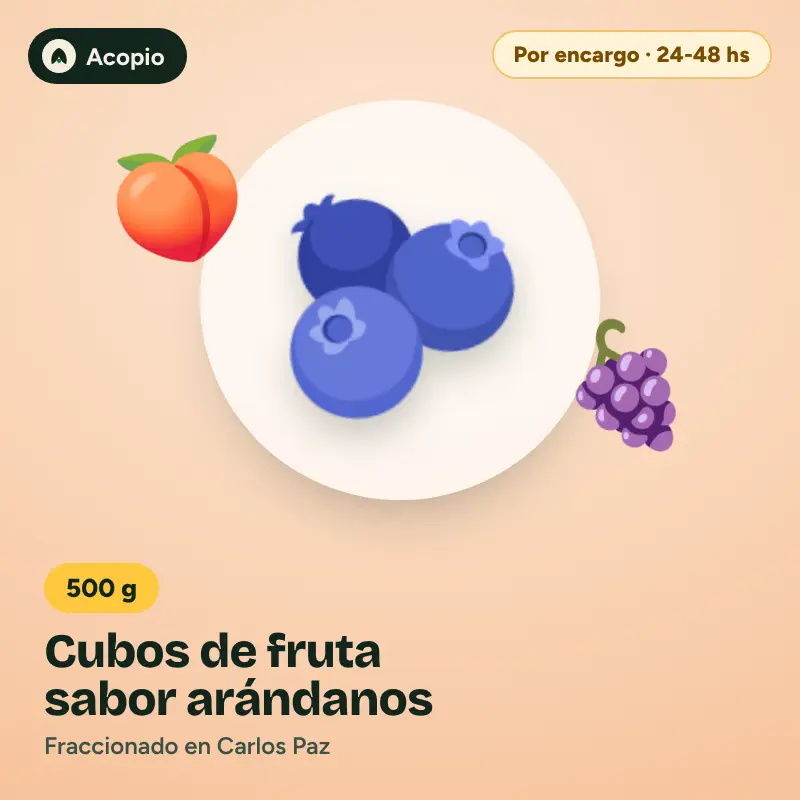 Acopio
Por encargo · 24-48 hs
500 g
Cubos de fruta
sabor arándanos
Fraccionado en Carlos Paz